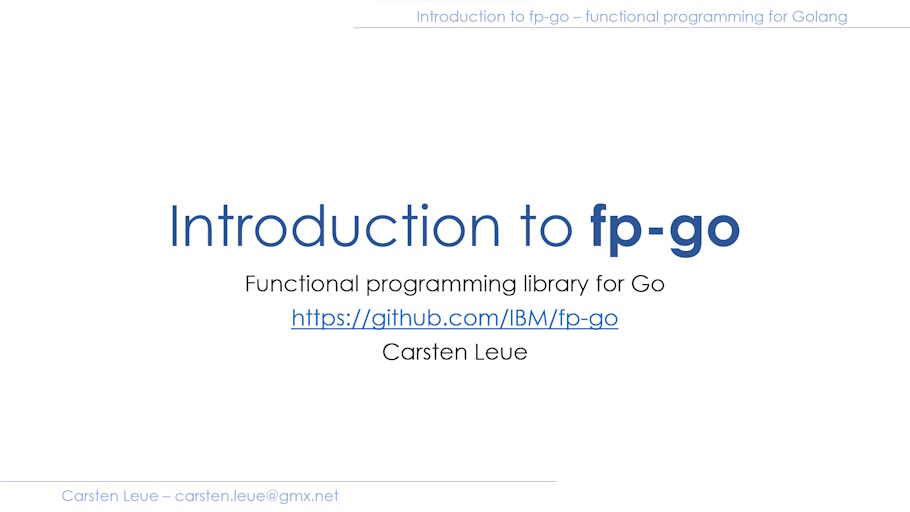 Introduction to fp-go – functional programming for Golang
Introduction to fp-go
Functional programming library for Go
https://github.com/IBM/fp-go
Carsten Leue
Carsten Leue – carsten.leue@gmx.net